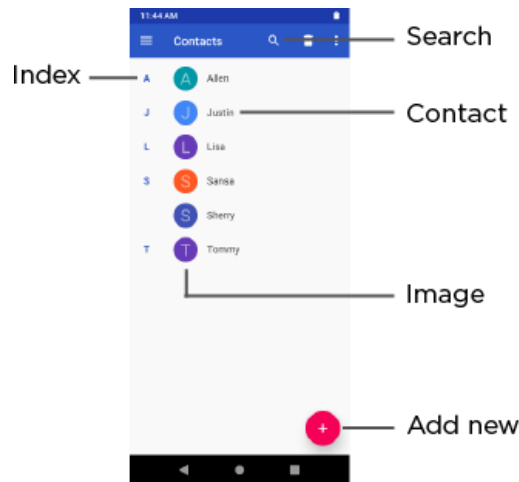 11:44 AM
Contacts
Search
Index
A A Allen
J J Justin
Contact
L L Lisa
S S Sansa
S Sherry
T T Tommy
Image
+
Add new